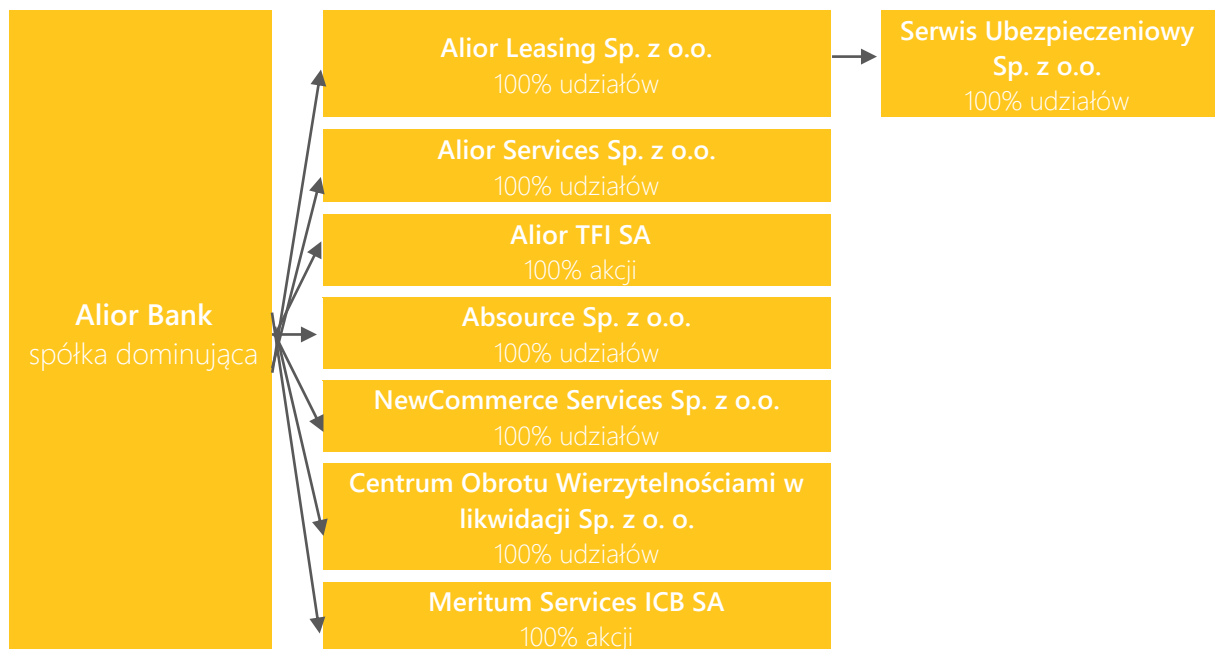 Alior Bank
spółka dominująca
Alior Leasing Sp. z o.o.
100% udziałów
Serwis Ubezpieczeniowy
Sp. z o.o.
100% udziałów
Alior Services Sp. z o.o.
100% udziałów
Alior TFI SA
100% akcji
Absource Sp. z o.o.
100% udziałów
NewCommerce Services Sp. z o.o.
100% udziałów
Centrum Obrotu Wierzytelnościami w
likwidacji Sp. z o. o.
100% udziałów
Meritum Services ICB SA
100% akcji